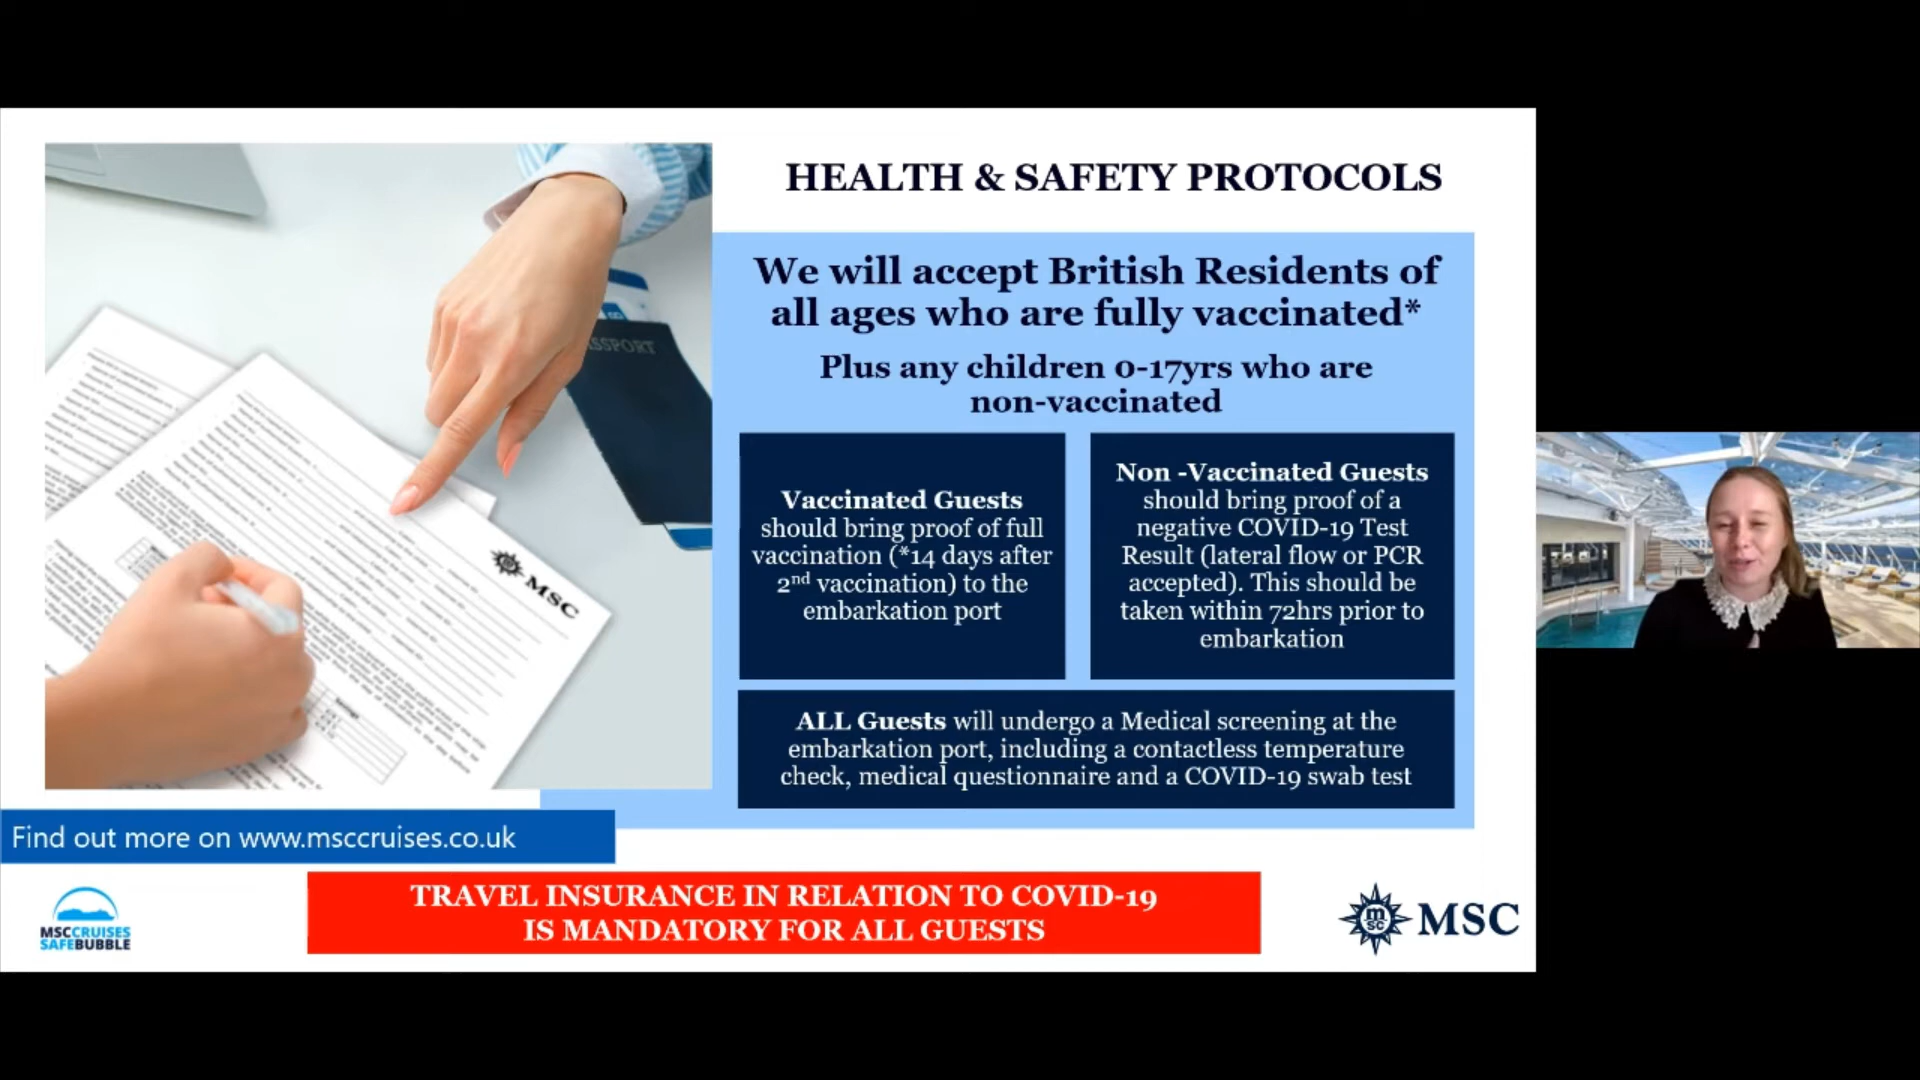 HEALTH & SAFETY PROTOCOLS
We will accept British Residents of
all ages who are fully vaccinated*
Plus any children 0-17yrs who are
non-vaccinated
Vaccinated Guests
should bring proof of full
vaccination (*14 days after
2nd vaccination) to the
embarkation port
Non -Vaccinated Guests
should bring proof of a
negative COVID-19 Test
Result (lateral flow or PCR
accepted). This should be
taken within 72hrs prior to
embarkation
ALL Guests will undergo a Medical screening at the
embarkation port, including a contactless temperature
check, medical questionnaire and a COVID-19 swab test
MSC
Find out more on www.msccruises.co.uk
MSCCRUISES
SAFEBUBBLE
TRAVEL INSURANCE IN RELATION TO COVID-19
IS MANDATORY FOR ALL GUESTS
msc MSC